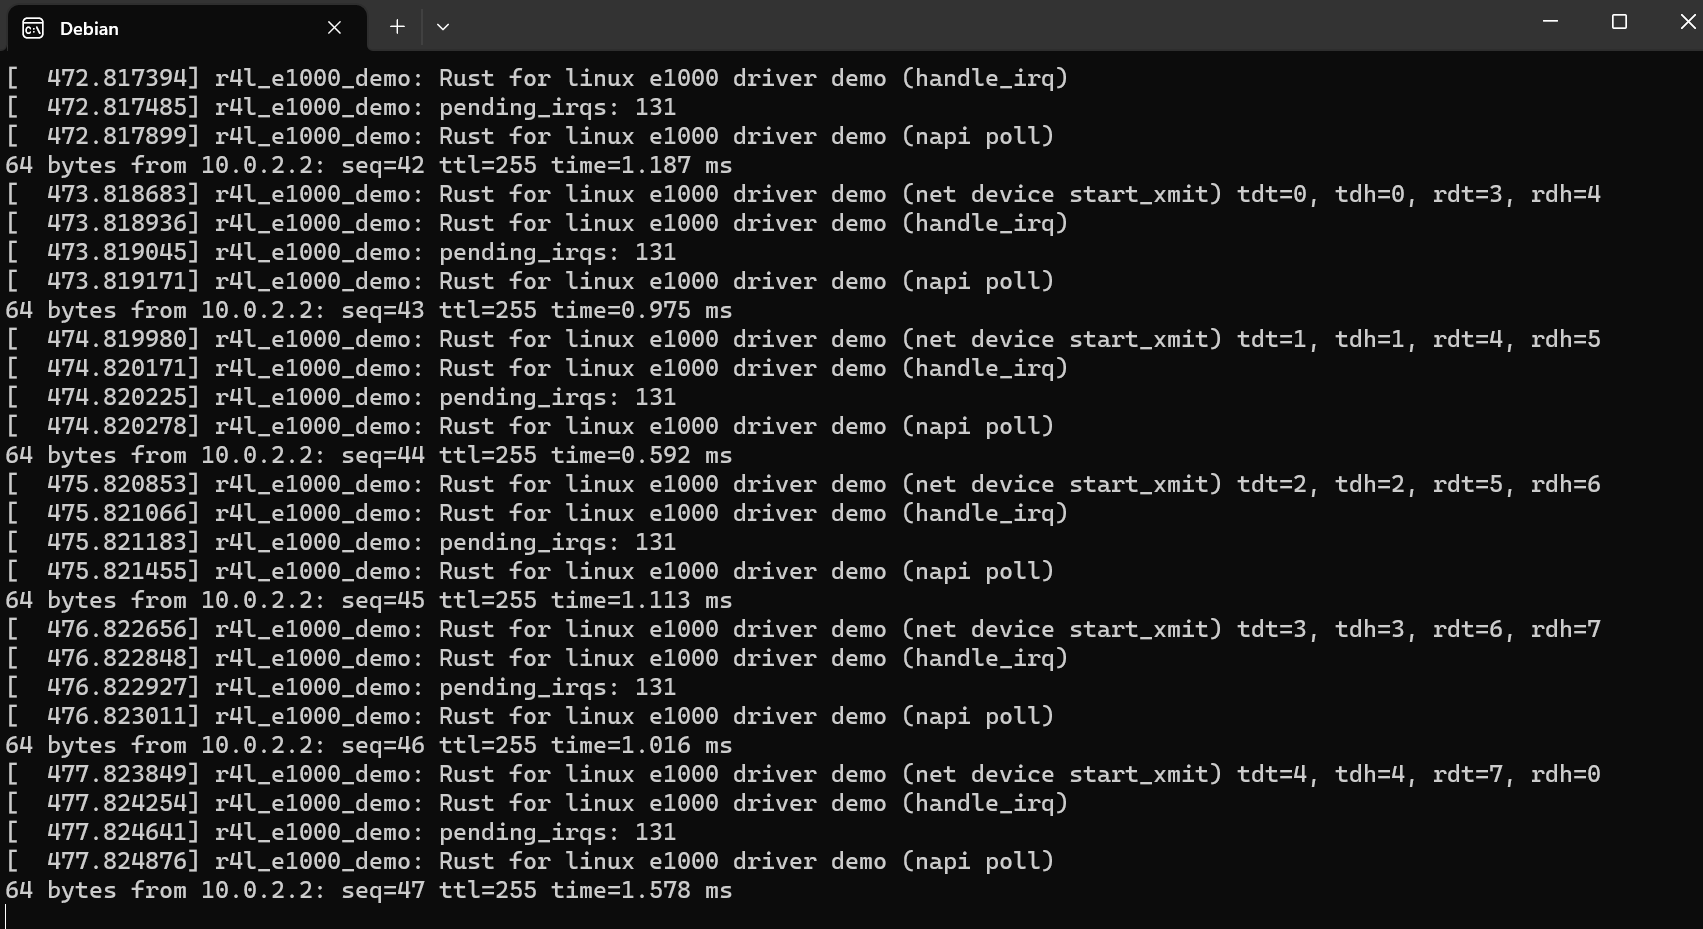 Debian
[  472.817394] r4l_e1000_demo: Rust for linux e1000 driver demo (handle_irq)
[  472.817485] r4l_e1000_demo: pending_irqs: 131
[  472.817899] r4l_e1000_demo: Rust for linux e1000 driver demo (napi poll)
64 bytes from 10.0.2.2: seq=42 ttl=255 time=1.187 ms
[  473.818683] r4l_e1000_demo: Rust for linux e1000 driver demo (net device start_xmit) tdt=0, tdh=0, rdt=3, rdh=4
[  473.818936] r4l_e1000_demo: Rust for linux e1000 driver demo (handle_irq)
[  473.819045] r4l_e1000_demo: pending_irqs: 131
[  473.819171] r4l_e1000_demo: Rust for linux e1000 driver demo (napi poll)
64 bytes from 10.0.2.2: seq=43 ttl=255 time=0.975 ms
[  474.819980] r4l_e1000_demo: Rust for linux e1000 driver demo (net device start_xmit) tdt=1, tdh=1, rdt=4, rdh=5
[  474.820171] r4l_e1000_demo: Rust for linux e1000 driver demo (handle_irq)
[  474.820225] r4l_e1000_demo: pending_irqs: 131
[  474.820278] r4l_e1000_demo: Rust for linux e1000 driver demo (napi poll)
64 bytes from 10.0.2.2: seq=44 ttl=255 time=0.592 ms
[  475.820853] r4l_e1000_demo: Rust for linux e1000 driver demo (net device start_xmit) tdt=2, tdh=2, rdt=5, rdh=6
[  475.821066] r4l_e1000_demo: Rust for linux e1000 driver demo (handle_irq)
[  475.821183] r4l_e1000_demo: pending_irqs: 131
[  475.821455] r4l_e1000_demo: Rust for linux e1000 driver demo (napi poll)
64 bytes from 10.0.2.2: seq=45 ttl=255 time=1.113 ms
[  476.822656] r4l_e1000_demo: Rust for linux e1000 driver demo (net device start_xmit) tdt=3, tdh=3, rdt=6, rdh=7
[  476.822848] r4l_e1000_demo: Rust for linux e1000 driver demo (handle_irq)
[  476.822927] r4l_e1000_demo: pending_irqs: 131
[  476.823011] r4l_e1000_demo: Rust for linux e1000 driver demo (napi poll)
64 bytes from 10.0.2.2: seq=46 ttl=255 time=1.016 ms
[  477.823849] r4l_e1000_demo: Rust for linux e1000 driver demo (net device start_xmit) tdt=4, tdh=4, rdt=7, rdh=0
[  477.824254] r4l_e1000_demo: Rust for linux e1000 driver demo (handle_irq)
[  477.824641] r4l_e1000_demo: pending_irqs: 131
[  477.824876] r4l_e1000_demo: Rust for linux e1000 driver demo (napi poll)
64 bytes from 10.0.2.2: seq=47 ttl=255 time=1.578 ms